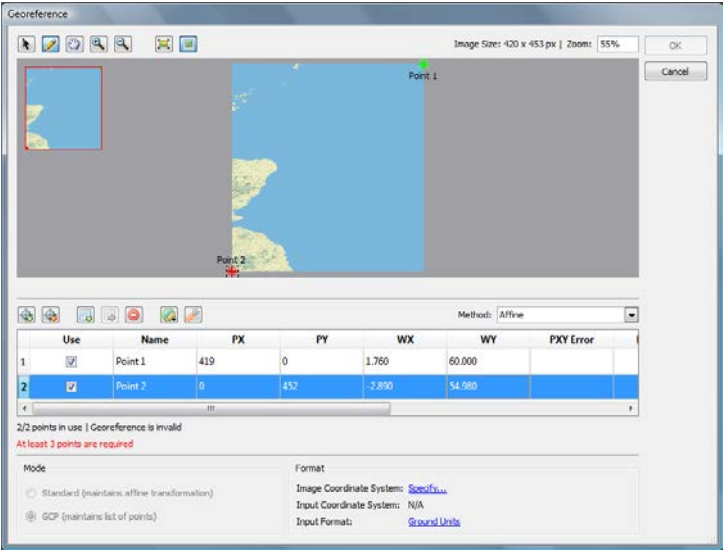 Georeference
Image Size: 420 x 453 px | Zoom: 55%
OK
Point 1
Cancel
Point 2
Method: Affine
Use Name PX PY WX WY PXY Error
1 Point 1 419 0 1.760 60.000
2 Point 2 0 452 -2.890 54.980
2/2 points in use | Georeference is invalid
At least 3 points are required
Mode Format
Standard (maintains affine transformation) Image Coordinate System: Specify...
Input Coordinate System: N/A
GCP (maintains list of points) Input Format: Ground Units